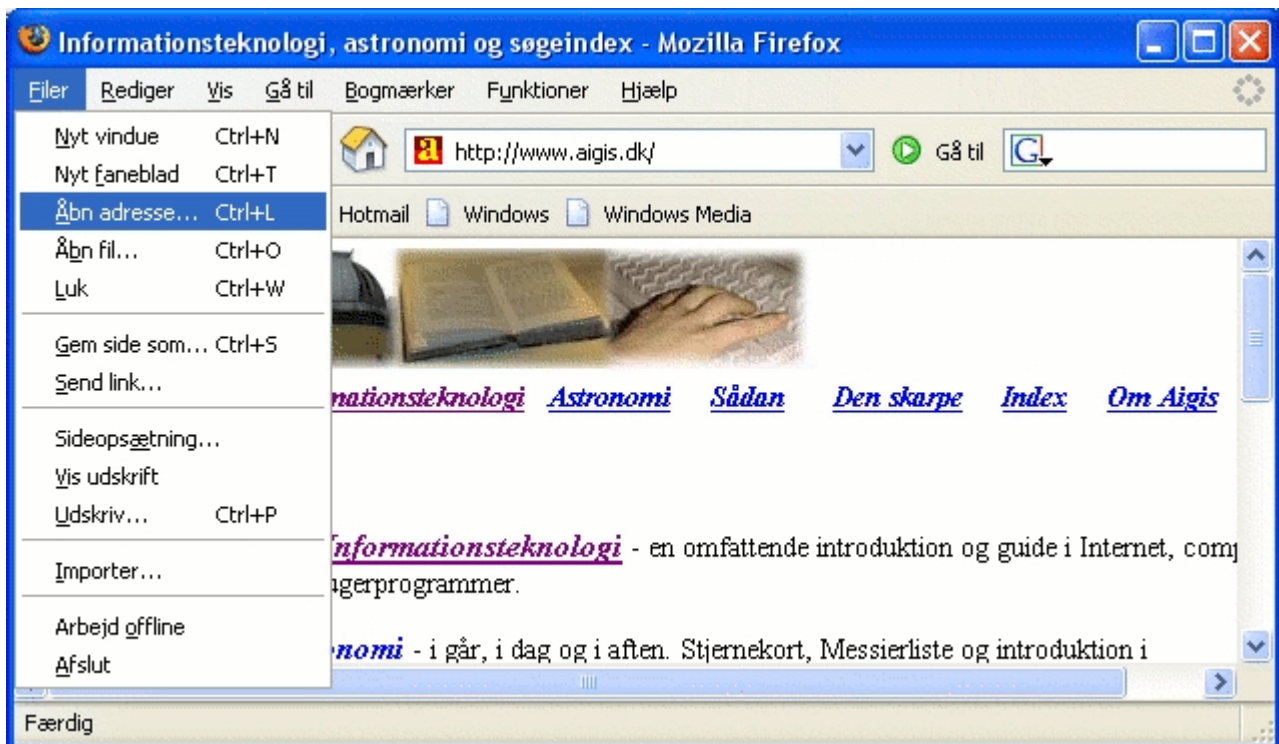 Informationsteknologi, astronomi og søgeindex - Mozilla Firefox
Filer Rediger Vis Gå til Bogmærker Funktioner Hjælp
http://www.aigis.dk/ Gå til G
Hotmail Windows Windows Media
Nyt vindue Ctrl+N
Nyt faneblad Ctrl+T
Åbn adresse... Ctrl+L
Åbn fil... Ctrl+O
Luk Ctrl+W
Gem side som... Ctrl+S
Send link...
Sideopsætning...
Vis udskrift
Udskriv... Ctrl+P
Importer...
Arbejd offline
Afslut
mationsteknologi Astronomi Sådan Den skarpe Index Om Aigis
Informationsteknologi - en omfattende introduktion og guide i Internet, comp
ugerprogrammer.
onomi - i går, i dag og i aften. Stjernekort, Messierliste og introduktion i
Færdig